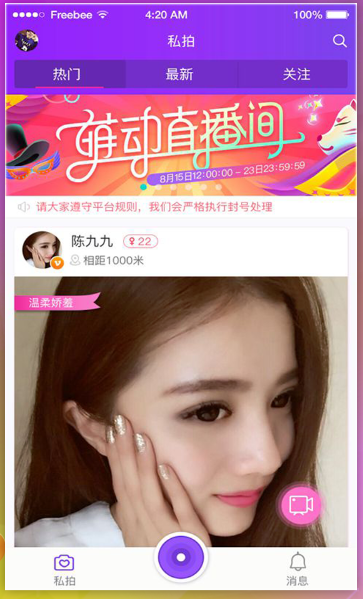 Freebee 4:20 AM 100%
私拍
热门 最新 关注
萌动直播间
8月15日12:00:00 - 23日23:59:59
请大家遵守平台规则，我们会严格执行封号处理
陈九九 22
V 相距1000米
温柔娇羞
私拍 消息